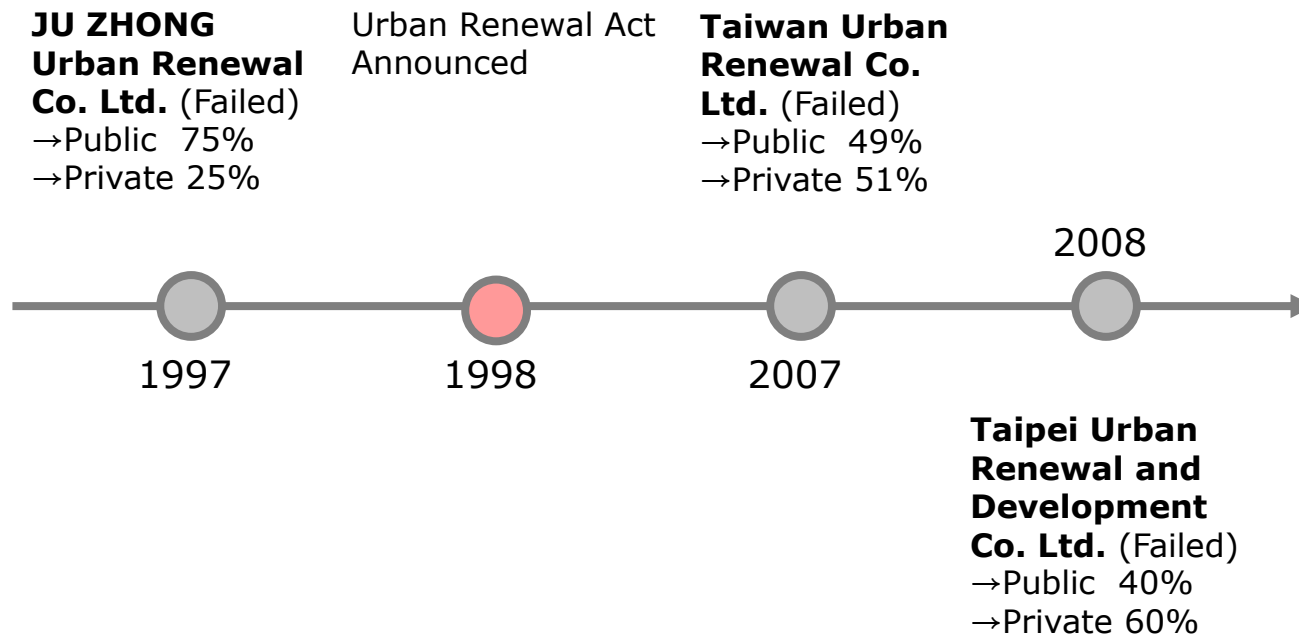 JU ZHONG
Urban Renewal
Co. Ltd. (Failed)
→Public 75%
→Private 25%
Urban Renewal Act
Announced
Taiwan Urban
Renewal Co.
Ltd. (Failed)
→Public 49%
→Private 51%
2008
1997
1998
2007
Taipei Urban
Renewal and
Development
Co. Ltd. (Failed)
→Public 40%
→Private 60%